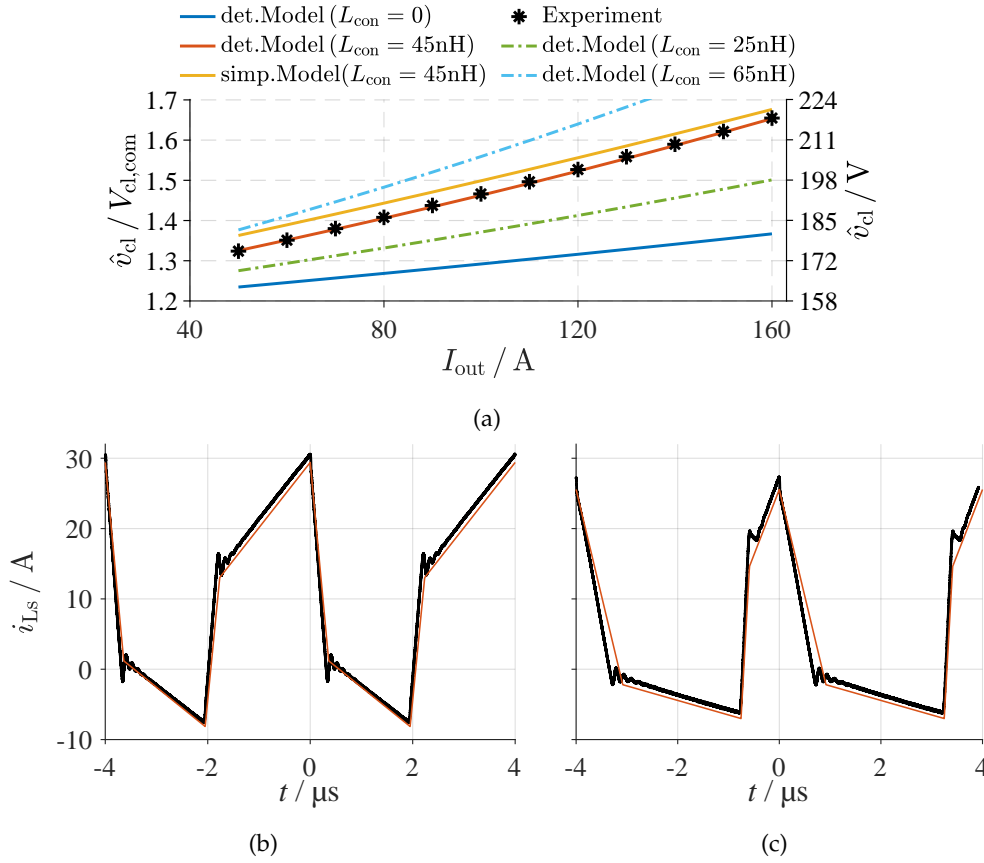 det.Model (L_con = 0)
Experiment
det.Model (L_con = 45nH)
det.Model (L_con = 25nH)
simp.Model(L_con = 45nH)
det.Model (L_con = 65nH)
1.7
1.6
1.5
1.4
1.3
1.2
v̂_cl / V_cl,com
224
211
198
185
172
158
v̂_cl / V
40 80 120 160
I_out / A
(a)
30
20
10
0
-10
i_Ls / A
-4 -2 0 2 4
-4 -2 0 2 4
t / µs
t / µs
(b)
(c)